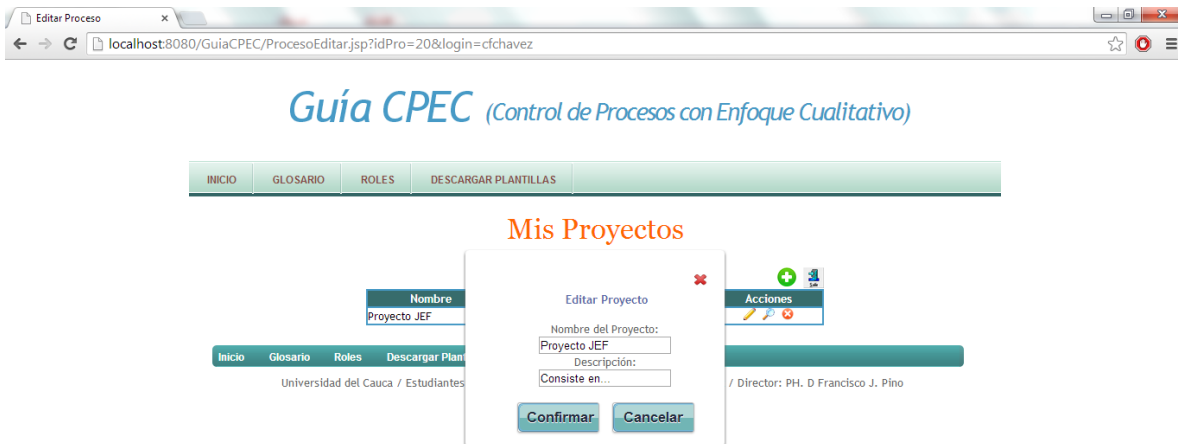 Editar Proceso
localhost:8080/GuiaCPEC/ProcesoEditar.jsp?idPro=20&login=cfchavez
Guía CPEC (Control de Procesos con Enfoque Cualitativo)
INICIO GLOSARIO ROLES DESCARGAR PLANTILLAS
Mis Proyectos
Nombre Acciones
Proyecto JEF
Editar Proyecto
Nombre del Proyecto:
Proyecto JEF
Descripción:
Consiste en...
Confirmar Cancelar
Inicio Glosario Roles Descargar Plant
Universidad del Cauca / Estudiantes / Director: PH. D Francisco J. Pino